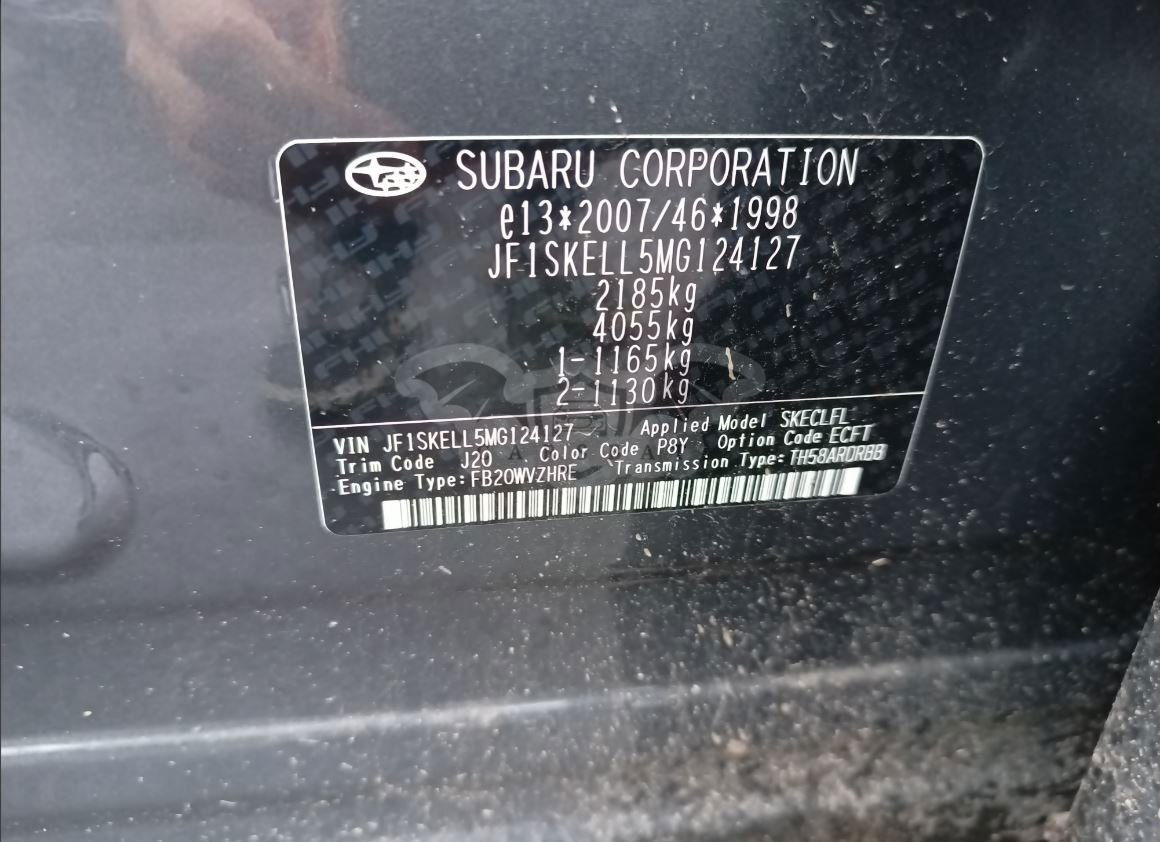 SUBARU CORPORATION
e13*2007/46*1998
JF1SKELL5MG124127
2185kg
4055kg
1-1165kg
2-1130kg
VIN JF1SKELL5MG124127 Applied Model SKECLFL
Trim Code J20 Color Code P8Y Option Code ECFT
Engine Type: FB20WVZHRE Transmission Type: TH58ARDRBB